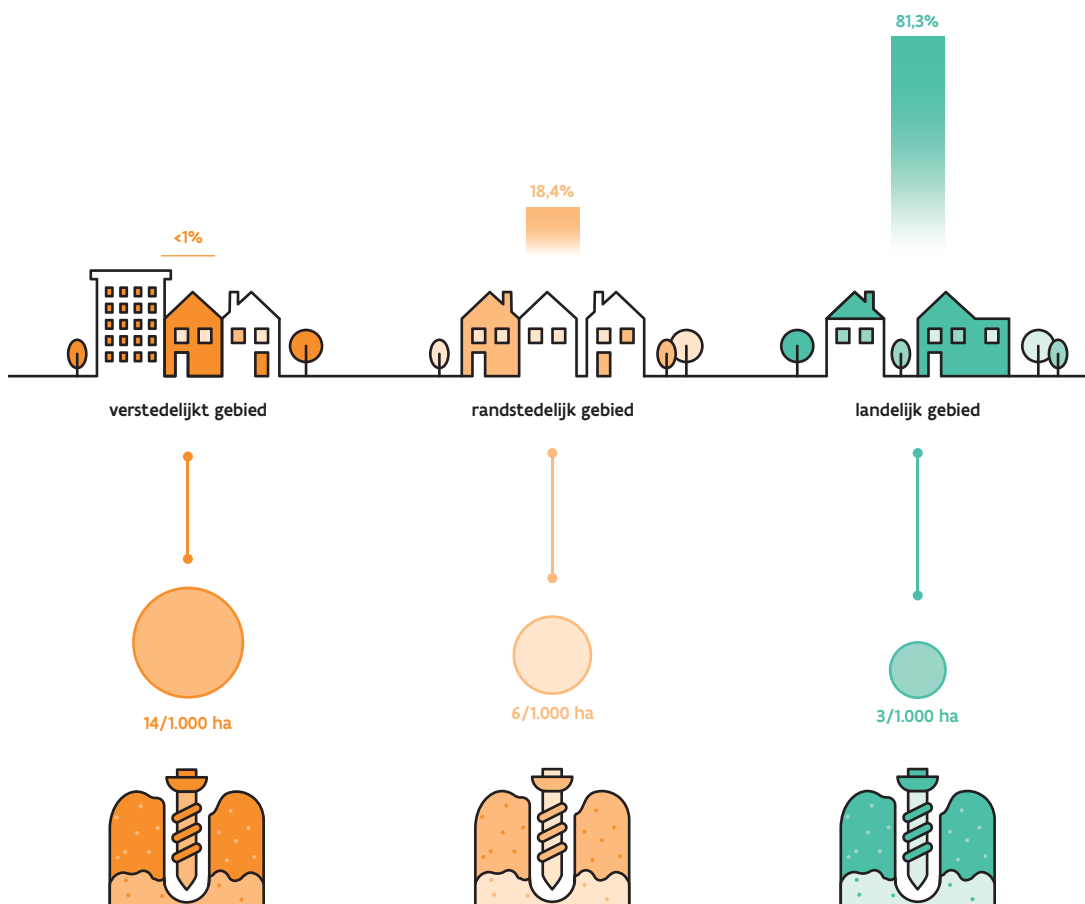 81,3%
18,4%
<1%
verstedelijkt gebied
randstedelijk gebied
landelijk gebied
14/1.000 ha
6/1.000 ha
3/1.000 ha